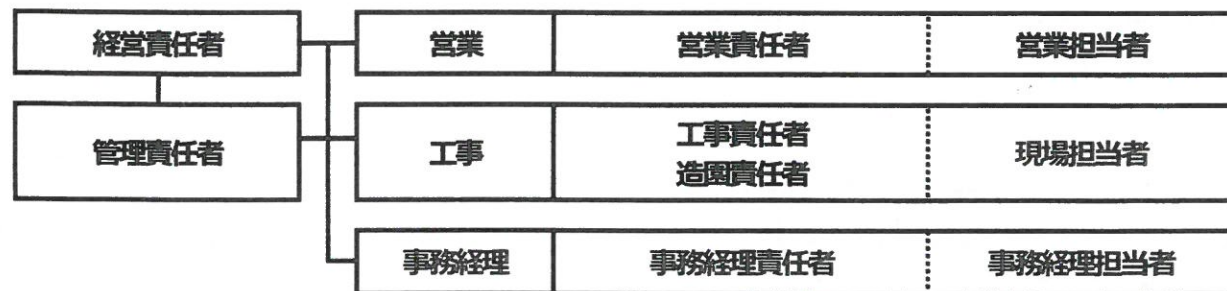 経営責任者
営業
営業責任者
営業担当者
管理責任者
工事
工事責任者
造園責任者
現場担当者
事務経理
事務経理責任者
事務経理担当者